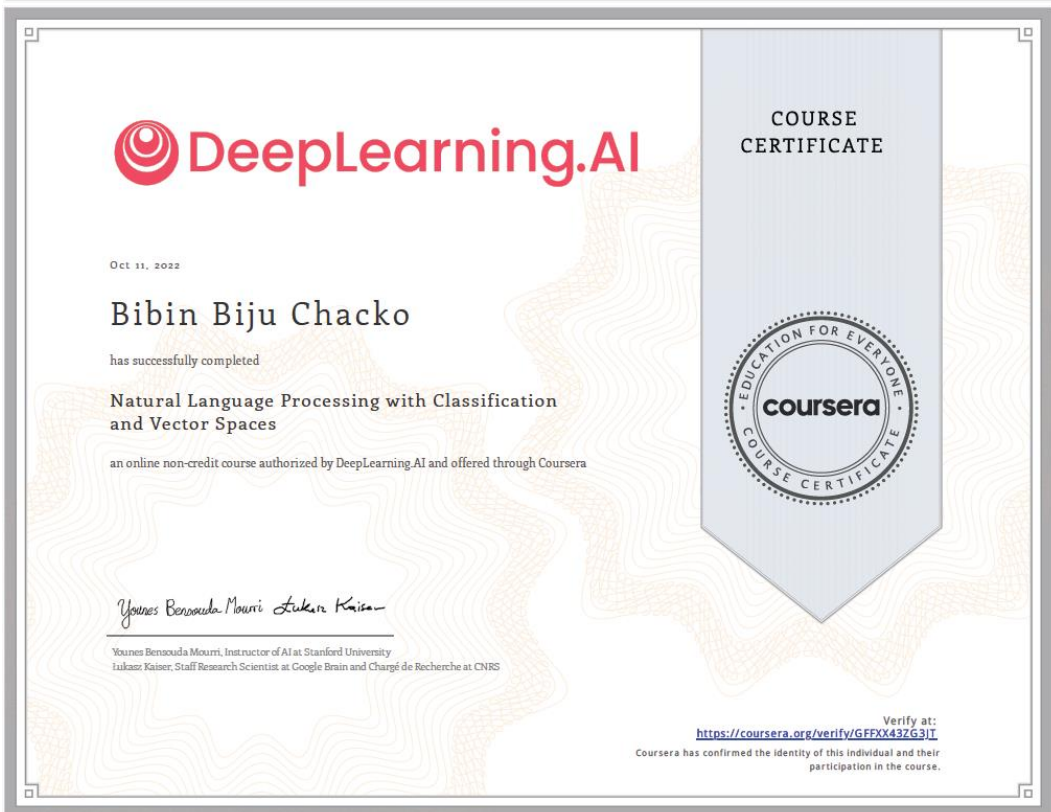 DeepLearning.AI
COURSE
CERTIFICATE
Oct 11, 2022
Bibin Biju Chacko
has successfully completed
Natural Language Processing with Classification
and Vector Spaces
an online non-credit course authorized by DeepLearning.AI and offered through Coursera
EDUCATION FOR EVERYONE
coursera
COURSE CERTIFICATE
Younes Bensouda Mourri Łukasz Kaiser
Younes Bensouda Mourri, Instructor of AI at Stanford University
Łukasz Kaiser, Staff Research Scientist at Google Brain and Chargé de Recherche at CNRS
Verify at:
https://coursera.org/verify/GFFXX43ZG3JT
Coursera has confirmed the identity of this individual and their
participation in the course.